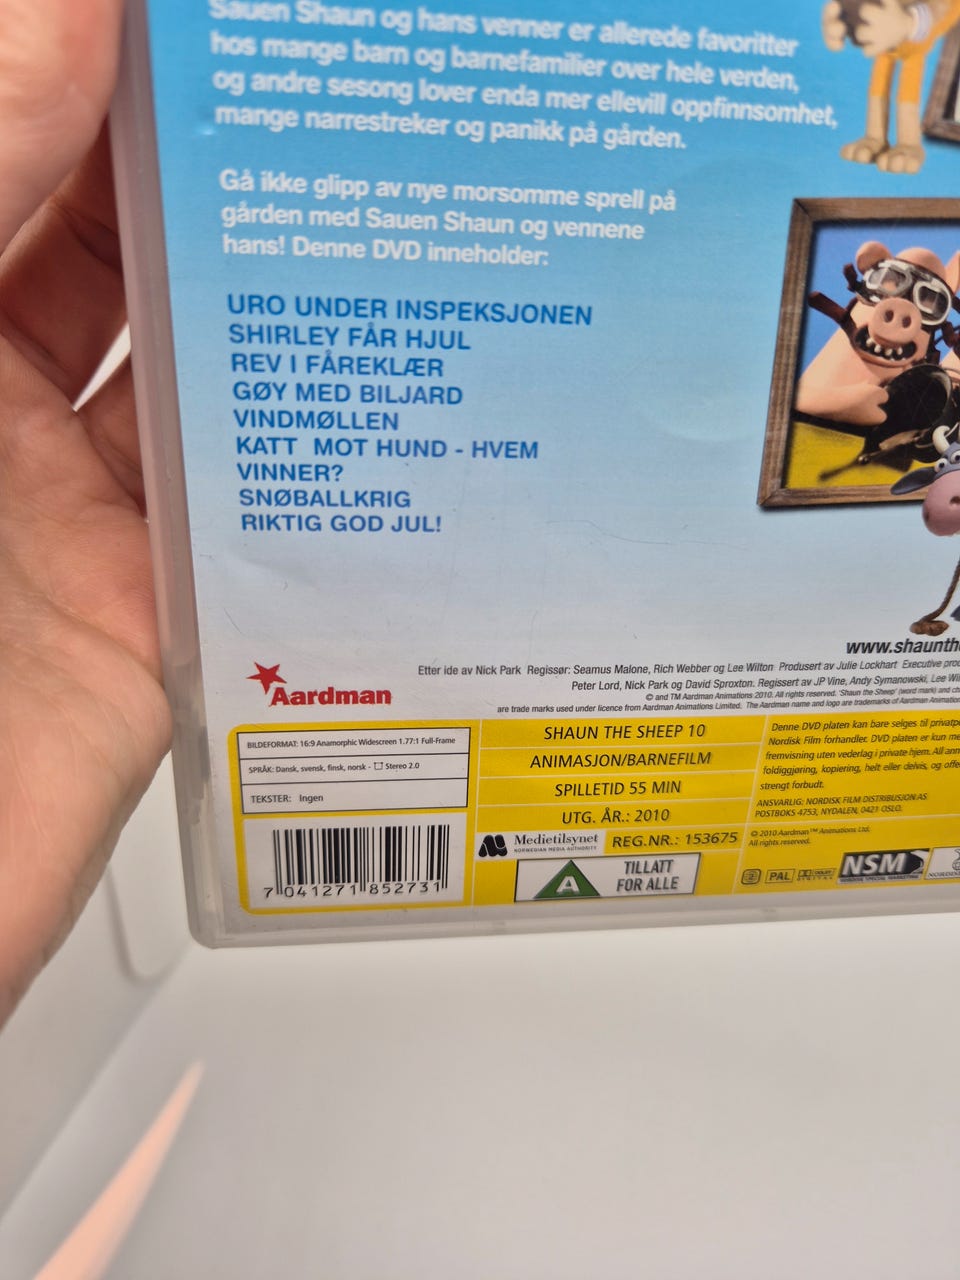 Sauen Shaun og hans venner er allerede favoritter
hos mange barn og barnefamilier over hele verden,
og andre sesong lover enda mer ellevill oppfinnsomhet,
mange narrestreker og panikk på gården.
Gå ikke glipp av nye morsomme sprell på
gården med Sauen Shaun og vennene
hans! Denne DVD inneholder:
URO UNDER INSPEKSJONEN
SHIRLEY FÅR HJUL
REV I FÅREKLÆR
GØY MED BILJARD
VINDMØLLEN
KATT MOT HUND - HVEM
VINNER?
SNØBALLKRIG
RIKTIG GOD JUL!
www.shaunth
Aardman
Etter ide av Nick Park Regissør: Seamus Malone, Rich Webber og Lee Wilton Produsert av Julie Lockhart Executive
Peter Lord, Nick Park og David Sproxton. Regissert av JP Vine, Andy Symanowski, Lee
© and TM Aardman Animations 2010. All rights reserved. 'Shaun the Sheep' (word mark) and
are trade marks used under licence from Aardman Animations Limited. The Aardman name and logo are trademarks of Aardman
BILDEFORMAT: 16:9 Anamorphic Widescreen 1.77:1 Full-Frame
SPRÅK: Dansk, svensk, finsk, norsk - Stereo 2.0
TEKSTER: Ingen
7 041271 852731
SHAUN THE SHEEP 10
ANIMASJON/BARNEFILM
SPILLETID 55 MIN
UTG. ÅR.: 2010
Medietilsynet
NORWEGIAN MEDIA AUTHORITY
REG.NR.: 153675
A
TILLATT
FOR ALLE
Denne DVD platen kan bare selges til
Nordisk Film forhandler. DVD platen er kun
fremvisning uten vederlag i private hjem. All
foldiggjøring, kopiering, helt eller delvis, og
strengt forbudt.
ANSVARLIG: NORDISK FILM DISTRIBUSJON AS
POSTBOKS 4753, NYDALEN, 0421 OSLO.
© 2010 Aardman™ Animations Ltd.
All rights reserved.
2
PAL
DOLBY
DIGITAL
NSM
NORDISK SPECIAL MARKETING